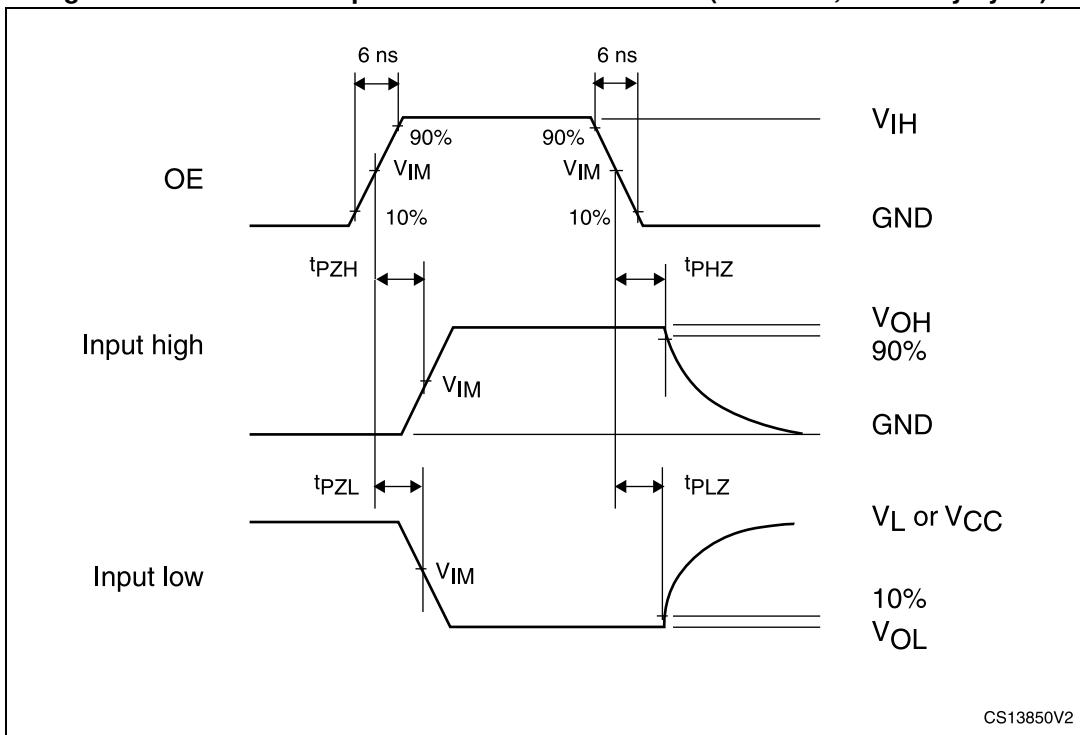 6 ns 6 ns
VIH
90% 90%
OE VIM VIM
10% 10% GND
tPZH tPHZ
VOH
Input high 90%
VIM
GND
tPZL tPLZ
VL or VCC
Input low VIM
10%
VOL
CS13850V2